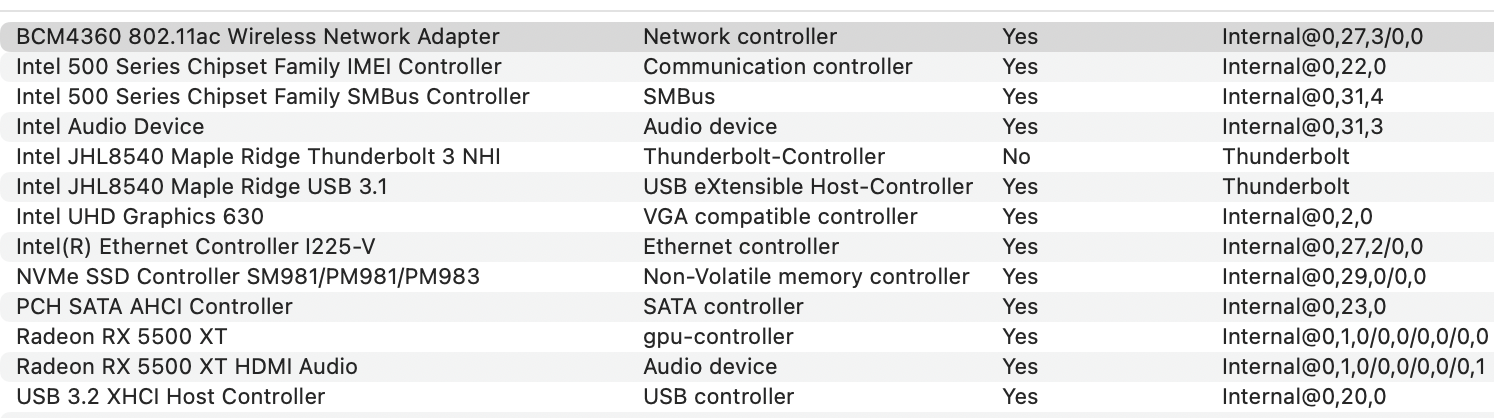 BCM4360 802.11ac Wireless Network Adapter Network controller Yes Internal@0,27,3/0,0
Intel 500 Series Chipset Family IMEI Controller Communication controller Yes Internal@0,22,0
Intel 500 Series Chipset Family SMBus Controller SMBus Yes Internal@0,31,4
Intel Audio Device Audio device Yes Internal@0,31,3
Intel JHL8540 Maple Ridge Thunderbolt 3 NHI Thunderbolt-Controller No Thunderbolt
Intel JHL8540 Maple Ridge USB 3.1 USB eXtensible Host-Controller Yes Thunderbolt
Intel UHD Graphics 630 VGA compatible controller Yes Internal@0,2,0
Intel(R) Ethernet Controller I225-V Ethernet controller Yes Internal@0,27,2/0,0
NVMe SSD Controller SM981/PM981/PM983 Non-Volatile memory controller Yes Internal@0,29,0/0,0
PCH SATA AHCI Controller SATA controller Yes Internal@0,23,0
Radeon RX 5500 XT gpu-controller Yes Internal@0,1,0/0,0/0,0/0,0
Radeon RX 5500 XT HDMI Audio Audio device Yes Internal@0,1,0/0,0/0,0/0,1
USB 3.2 XHCI Host Controller USB controller Yes Internal@0,20,0